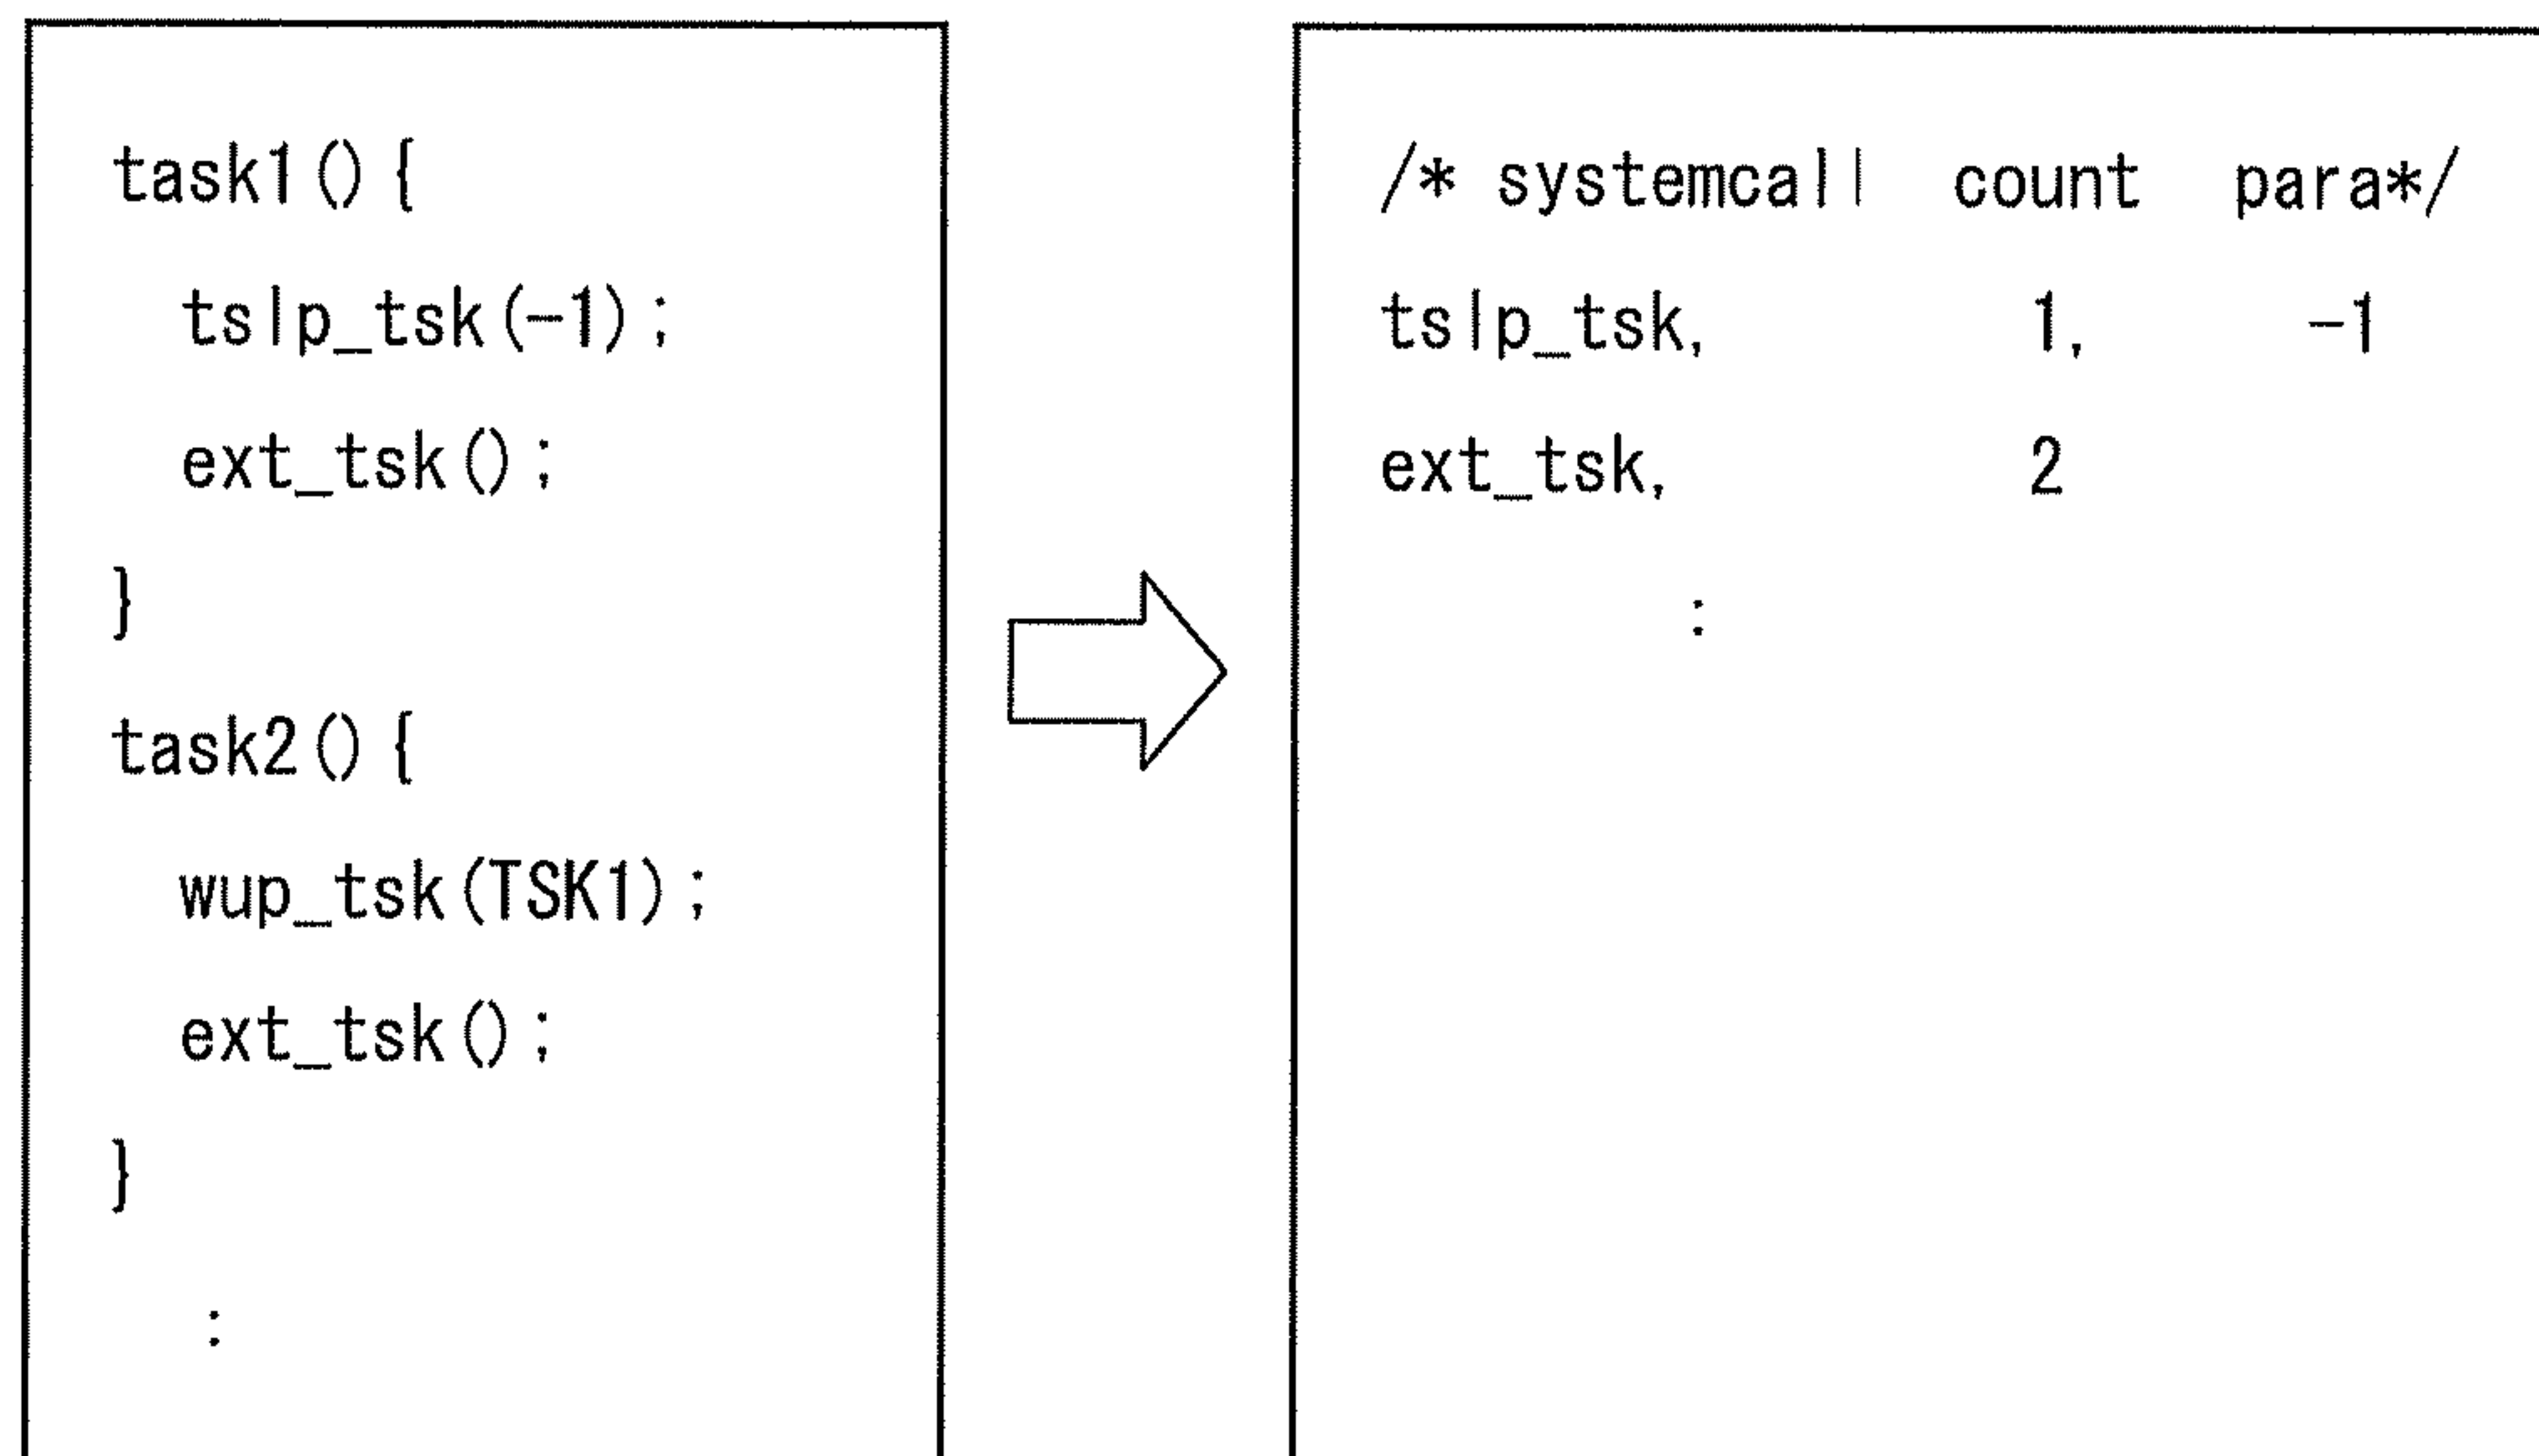 task1(){
tslp_tsk(-1);
ext_tsk();
}
task2(){
wup_tsk(TSK1);
ext_tsk();
}
:
/* systemcall count para*/
tslp_tsk, 1, -1
ext_tsk, 2
: